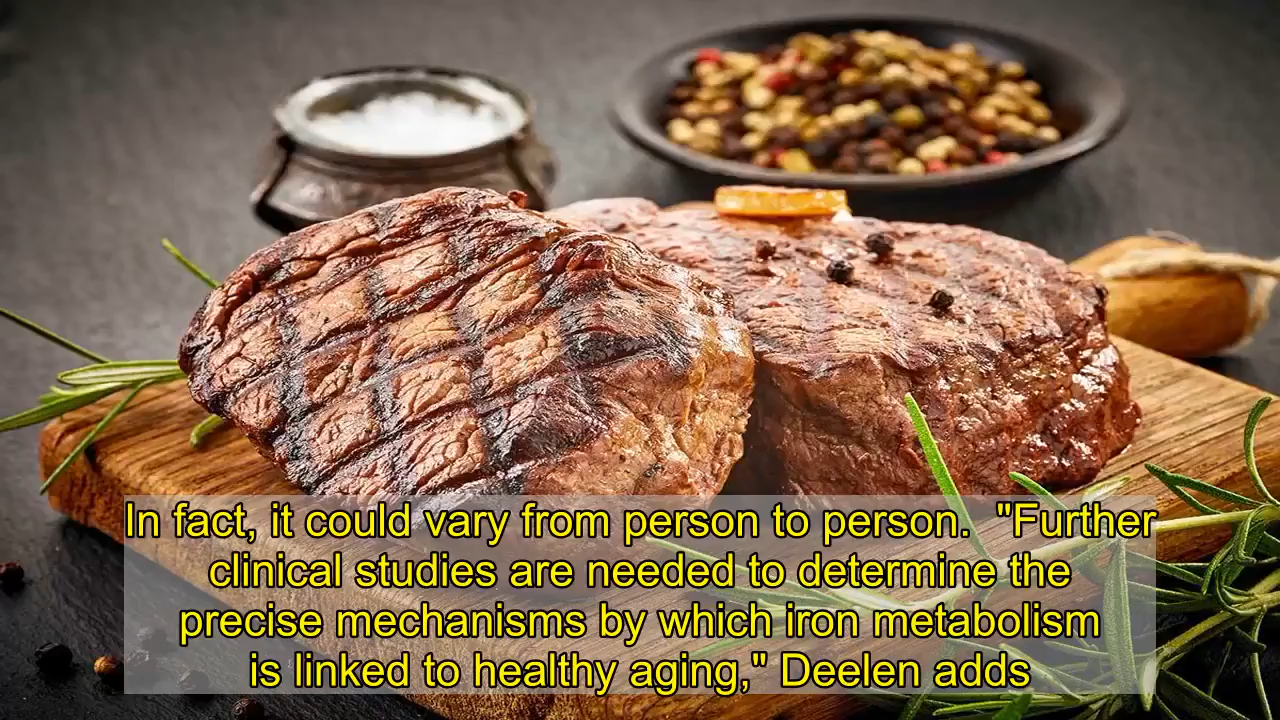 In fact, it could vary from person to person.  "Further
clinical studies are needed to determine the
precise mechanisms by which iron metabolism
is linked to healthy aging," Deelen adds